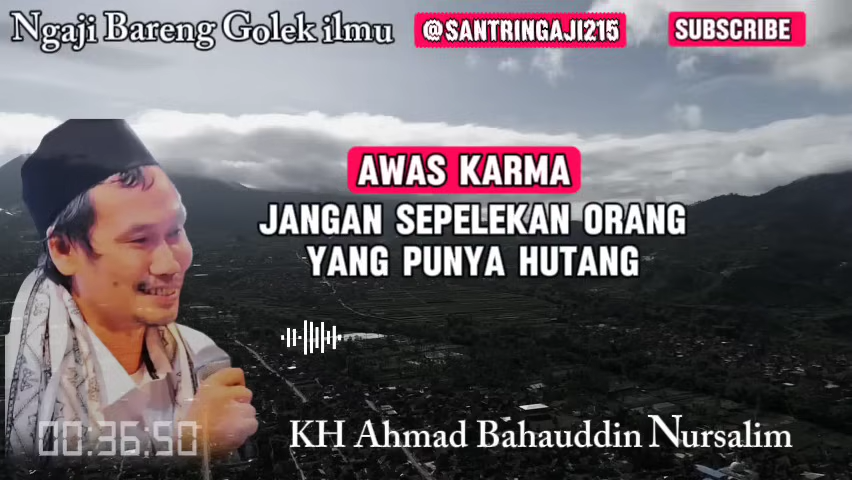 Ngaji Bareng Golek ilmu
@SANTRINGAJI215
SUBSCRIBE
AWAS KARMA
JANGAN SEPELEKAN ORANG
YANG PUNYA HUTANG
KH Ahmad Bahauddin Nursalim
00:36:50